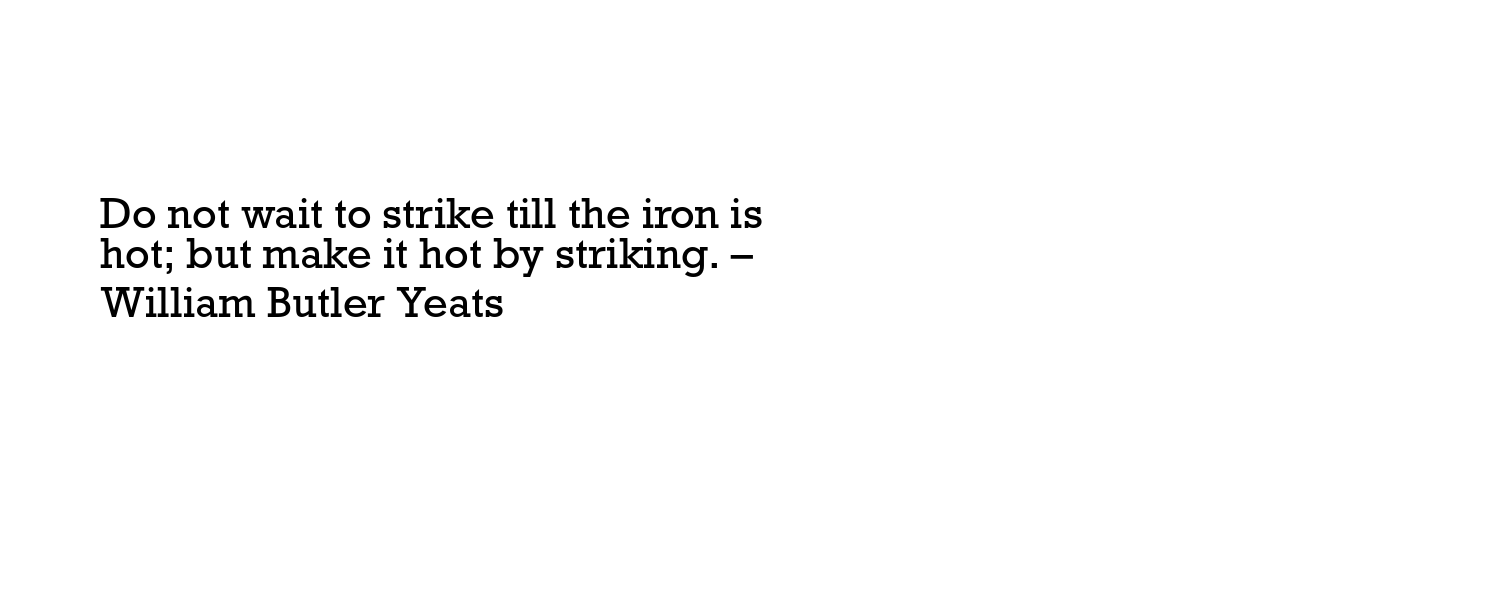 Do not wait to strike till the iron is
hot; but make it hot by striking. –
William Butler Yeats